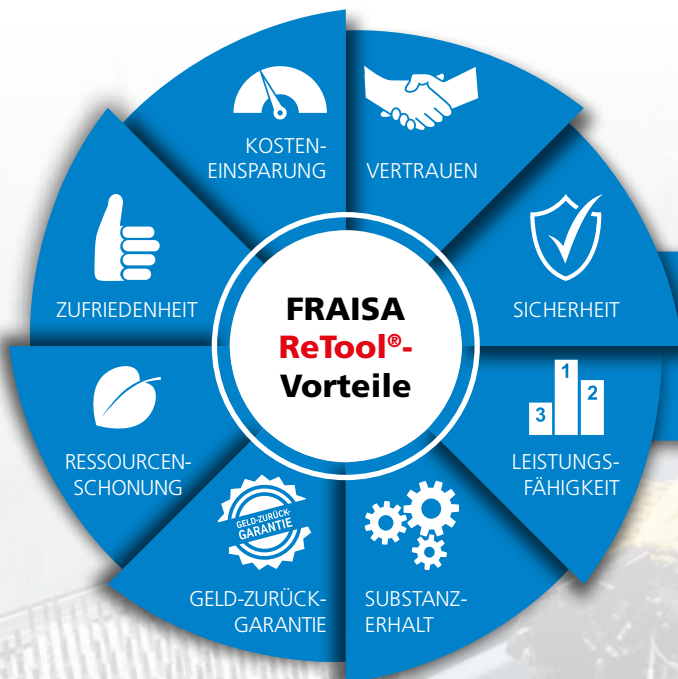 KOSTEN-
EINSPARUNG
VERTRAUEN
SICHERHEIT
1
2
3
LEISTUNGS-
FÄHIGKEIT
SUBSTANZ-
ERHALT
GELD-ZURÜCK-
GARANTIE
GELD-ZURÜCK-
GARANTIE
RESSOURCEN-
SCHONUNG
ZUFRIEDENHEIT
FRAISA
ReTool®-
Vorteile